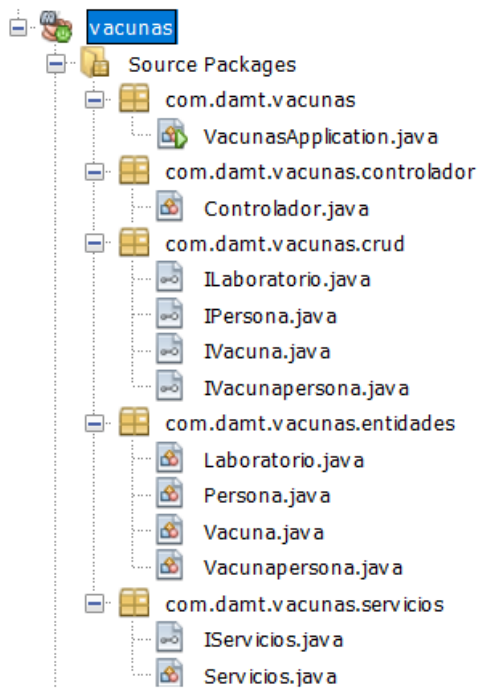 vacunas
Source Packages
com.damt.vacunas
VacunasApplication.java
com.damt.vacunas.controlador
Controlador.java
com.damt.vacunas.crud
ILaboratorio.java
IPersona.java
IVacuna.java
IVacunapersona.java
com.damt.vacunas.entidades
Laboratorio.java
Persona.java
Vacuna.java
Vacunapersona.java
com.damt.vacunas.servicios
IServicios.java
Servicios.java